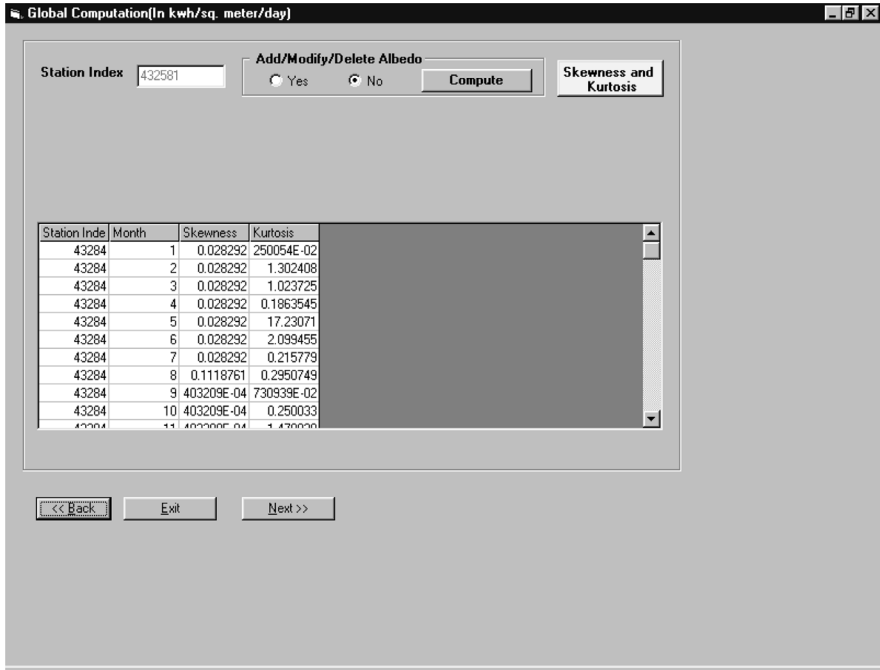 Global Computation(In kwh/sq. meter/day)
Add/Modify/Delete Albedo
Station Index 432581 Yes No Compute Skewness and
Kurtosis
Station Inde Month Skewness Kurtosis
43284 1 0.028292 250054E-02
43284 2 0.028292 1.302408
43284 3 0.028292 1.023725
43284 4 0.028292 0.1863545
43284 5 0.028292 17.23071
43284 6 0.028292 2.099455
43284 7 0.028292 0.215779
43284 8 0.1118761 0.2950749
43284 9 403209E-04 730939E-02
43284 10 403209E-04 0.250033
<< Back Exit Next >>